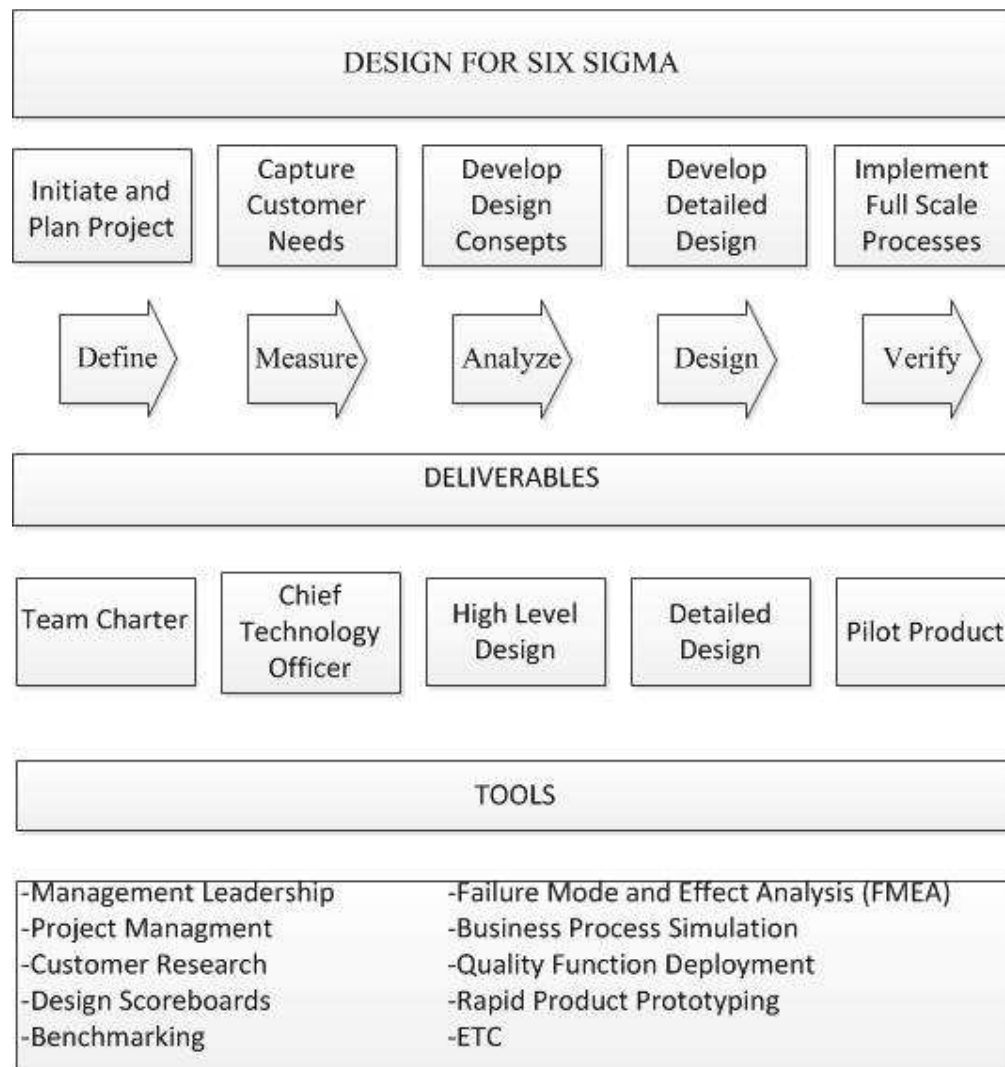 DESIGN FOR SIX SIGMA
Initiate and
Plan Project
Capture
Customer
Needs
Develop
Design
Consepts
Develop
Detailed
Design
Implement
Full Scale
Processes
Define
Measure
Analyze
Design
Verify
DELIVERABLES
Team Charter
Chief
Technology
Officer
High Level
Design
Detailed
Design
Pilot Product
TOOLS
-Management Leadership
-Project Managment
-Customer Research
-Design Scoreboards
-Benchmarking
-Failure Mode and Effect Analysis (FMEA)
-Business Process Simulation
-Quality Function Deployment
-Rapid Product Prototyping
-ETC